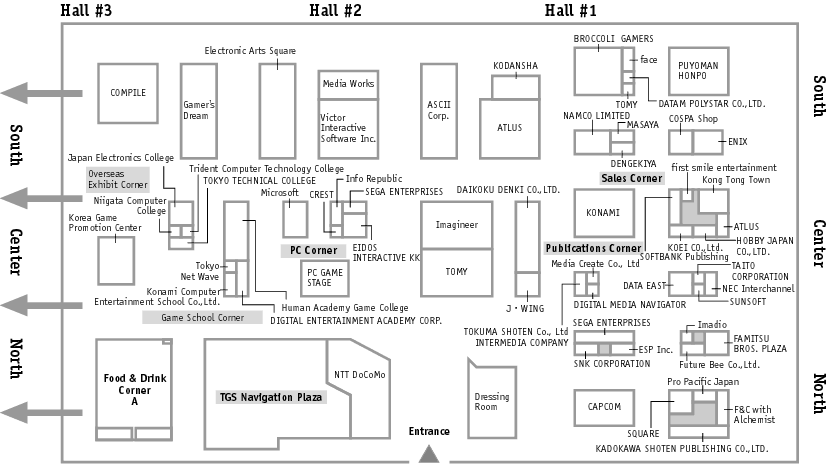 Hall #3
Hall #2
Hall #1
Electronic Arts Square
BROCCOLI GAMERS
face
COMPILE
Gamer's
Dream
Media Works
Victor
Interactive
Software Inc.
ASCII
Corp.
KODANSHA
ATLUS
PUYOMAN
HONPO
TOMY
DATAM POLYSTAR CO.,LTD.
NAMCO LIMITED
MASAYA
COSPA Shop
ENIX
DENGEKIYA
South
South
Japan Electronics College
Overseas
Exhibit Corner
Trident Computer Technology College
TOKYO TECHNICAL COLLEGE
Niigata Computer
College
Korea Game
Promotion Center
Microsoft
CREST
Info Republic
SEGA ENTERPRISES
DAIKOKU DENKI CO.,LTD.
Sales Corner
first smile entertainment
Kong Tong Town
KONAMI
Imagineer
TOMY
ATLUS
HOBBY JAPAN
CO.,LTD.
KOEI CO.,Ltd.
SOFTBANK Publishing
Center
Center
PC Corner
EIDOS
INTERACTIVE KK
PC GAME
STAGE
Publications Corner
Media Create Co., Ltd
TAITO
CORPORATION
DATA EAST
NEC Interchannel
SUNSOFT
DIGITAL MEDIA NAVIGATOR
Tokyo
Net Wave
Konami Computer
Entertainment School Co.,Ltd.
Human Academy Game College
DIGITAL ENTERTAINMENT ACADEMY CORP.
Game School Corner
J・WING
TOKUMA SHOTEN Co., Ltd
INTERMEDIA COMPANY
SEGA ENTERPRISES
ESP Inc.
SNK CORPORATION
Imadio
FAMITSU
BROS. PLAZA
Future Bee Co.,Ltd.
North
North
Food & Drink
Corner
A
TGS Navigation Plaza
NTT DoCoMo
Dressing
Room
Entrance
CAPCOM
Pro Pacific Japan
F&C with
Alchemist
SQUARE
KADOKAWA SHOTEN PUBLISHING CO.,LTD.